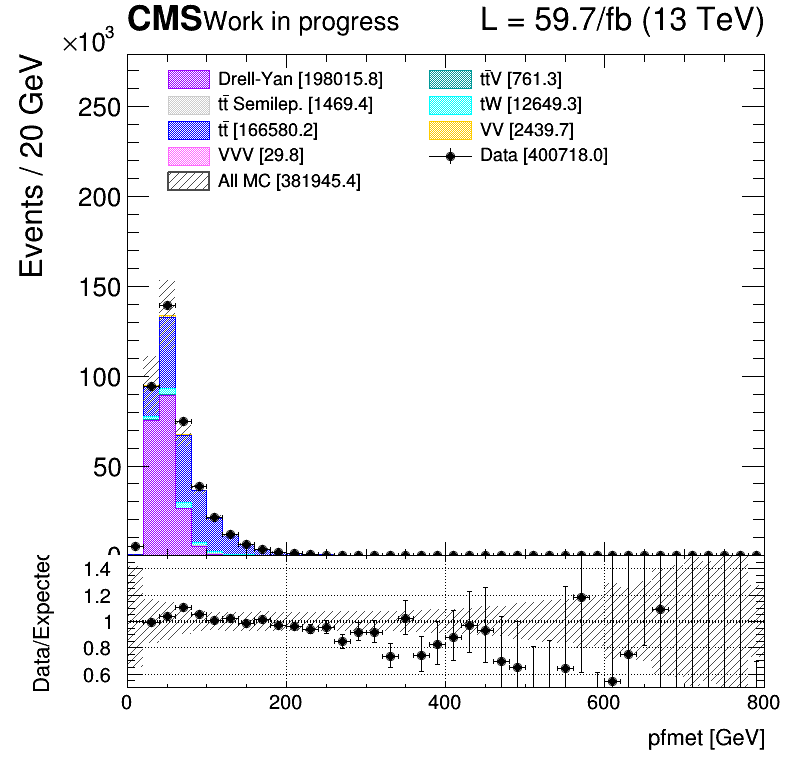 CMS Work in progress L = 59.7/fb (13 TeV)
×10³
Events / 20 GeV
250
200
150
100
50
0
Drell-Yan [198015.8]
tt̄ Semilep. [1469.4]
tt̄ [166580.2]
VVV [29.8]
All MC [381945.4]
tt̄V [761.3]
tW [12649.3]
VV [2439.7]
Data [400718.0]
Data/Expected
1.4
1.2
1
0.8
0.6
0 200 400 600 800
pfmet [GeV]